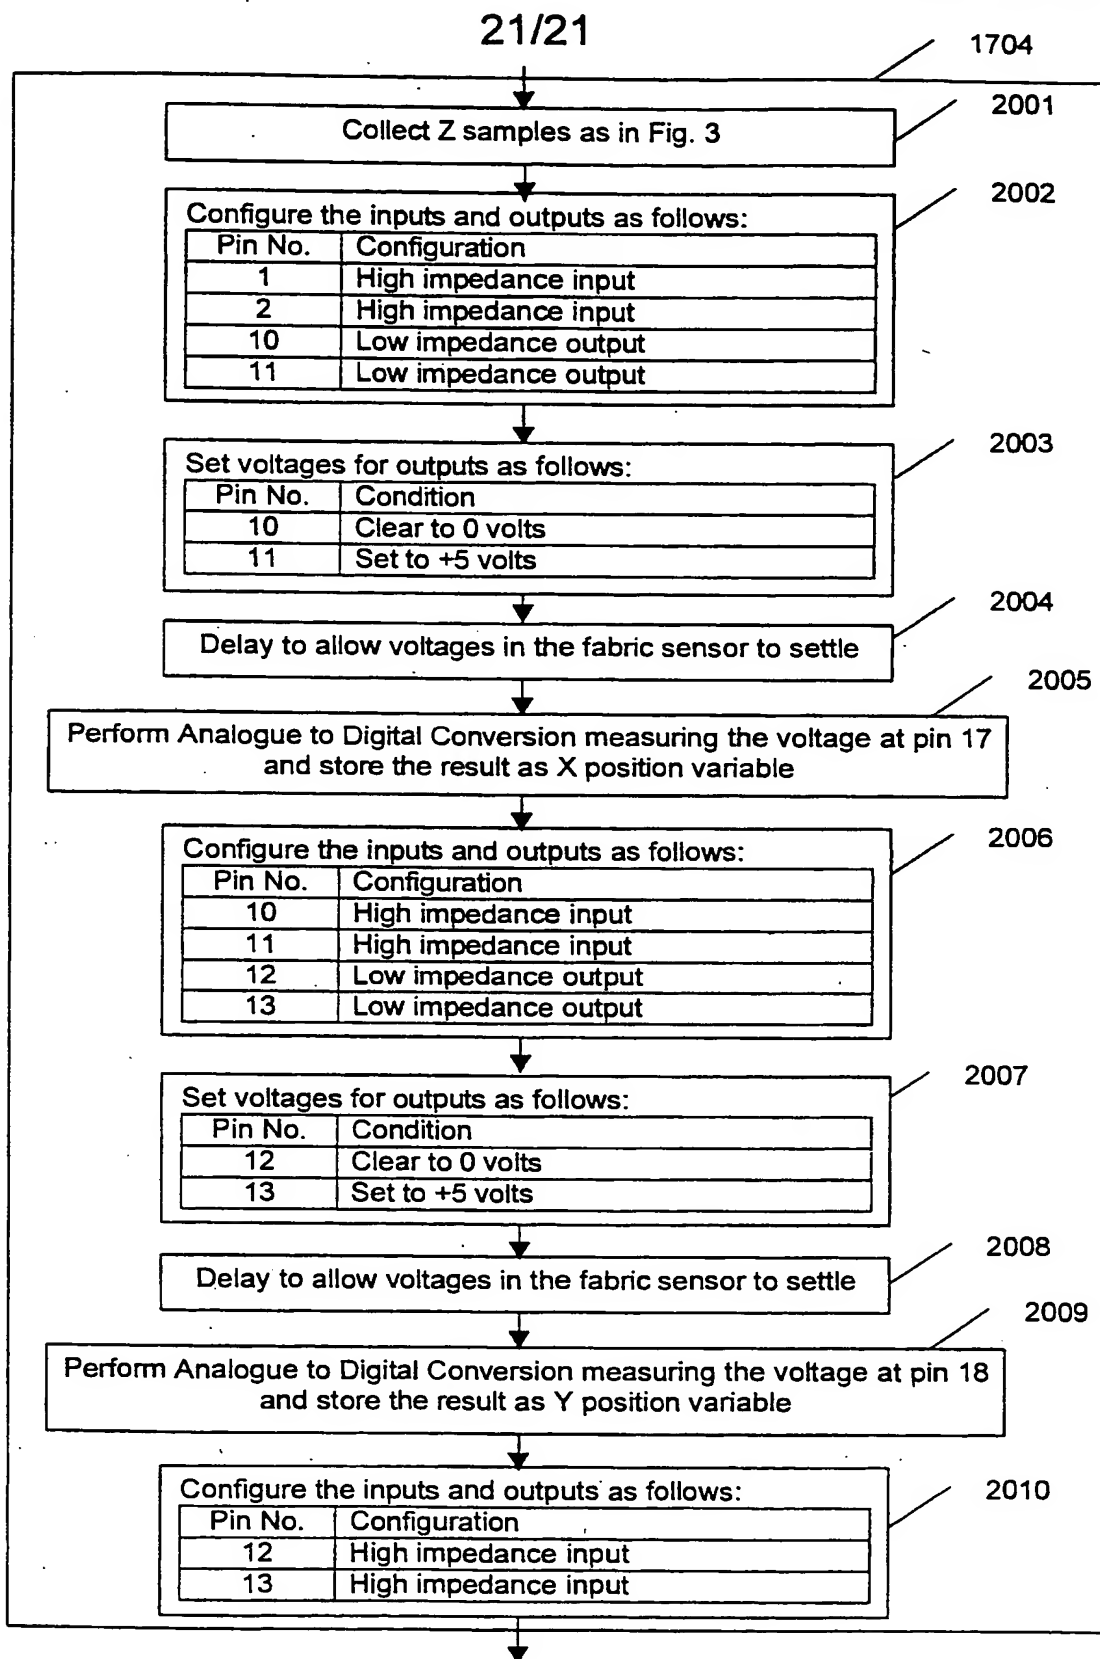 21/21
1704
2001
Collect Z samples as in Fig. 3
2002
Configure the inputs and outputs as follows:
Pin No. Configuration
1 High impedance input
2 High impedance input
10 Low impedance output
11 Low impedance output
2003
Set voltages for outputs as follows:
Pin No. Condition
10 Clear to 0 volts
11 Set to +5 volts
2004
Delay to allow voltages in the fabric sensor to settle
2005
Perform Analogue to Digital Conversion measuring the voltage at pin 17
and store the result as X position variable
2006
Configure the inputs and outputs as follows:
Pin No. Configuration
10 High impedance input
11 High impedance input
12 Low impedance output
13 Low impedance output
2007
Set voltages for outputs as follows:
Pin No. Condition
12 Clear to 0 volts
13 Set to +5 volts
2008
Delay to allow voltages in the fabric sensor to settle
2009
Perform Analogue to Digital Conversion measuring the voltage at pin 18
and store the result as Y position variable
2010
Configure the inputs and outputs as follows:
Pin No. Configuration
12 High impedance input
13 High impedance input